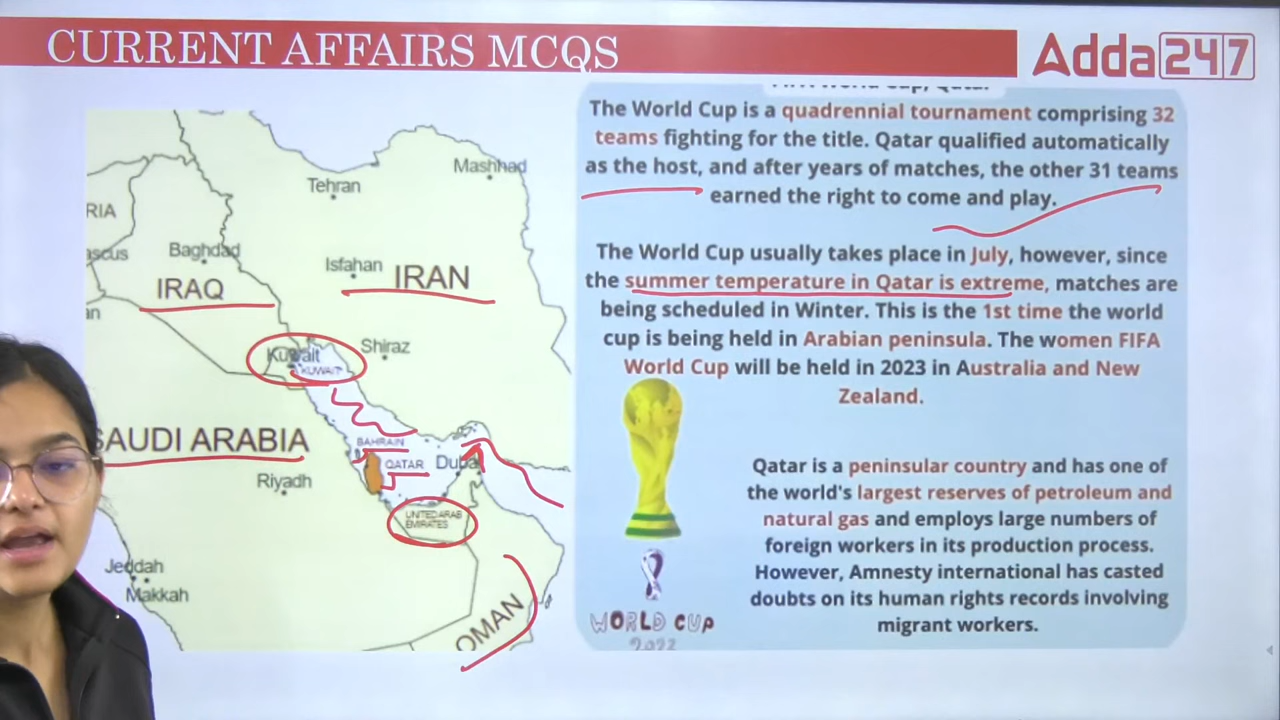 CURRENT AFFAIRS MCQS
Adda247
The World Cup is a quadrennial tournament comprising 32
teams fighting for the title. Qatar qualified automatically
as the host, and after years of matches, the other 31 teams
earned the right to come and play.
The World Cup usually takes place in July, however, since
the summer temperature in Qatar is extreme, matches are
being scheduled in Winter. This is the 1st time the world
cup is being held in Arabian peninsula. The women FIFA
World Cup will be held in 2023 in Australia and New
Zealand.
Qatar is a peninsular country and has one of
the world's largest reserves of petroleum and
natural gas and employs large numbers of
foreign workers in its production process.
However, Amnesty international has casted
doubts on its human rights records involving
migrant workers.
WORLD CUP
2022
Mashhad
Tehran
RIA
Baghdad
ascus
Isfahan
IRAN
IRAQ
an
Kuwait
Shiraz
KUWAIT
SAUDI ARABIA
BAHRAIN
QATAR
Dubai
Riyadh
UNITED ARAB
EMIRATES
Jeddah
Makkah
OMAN